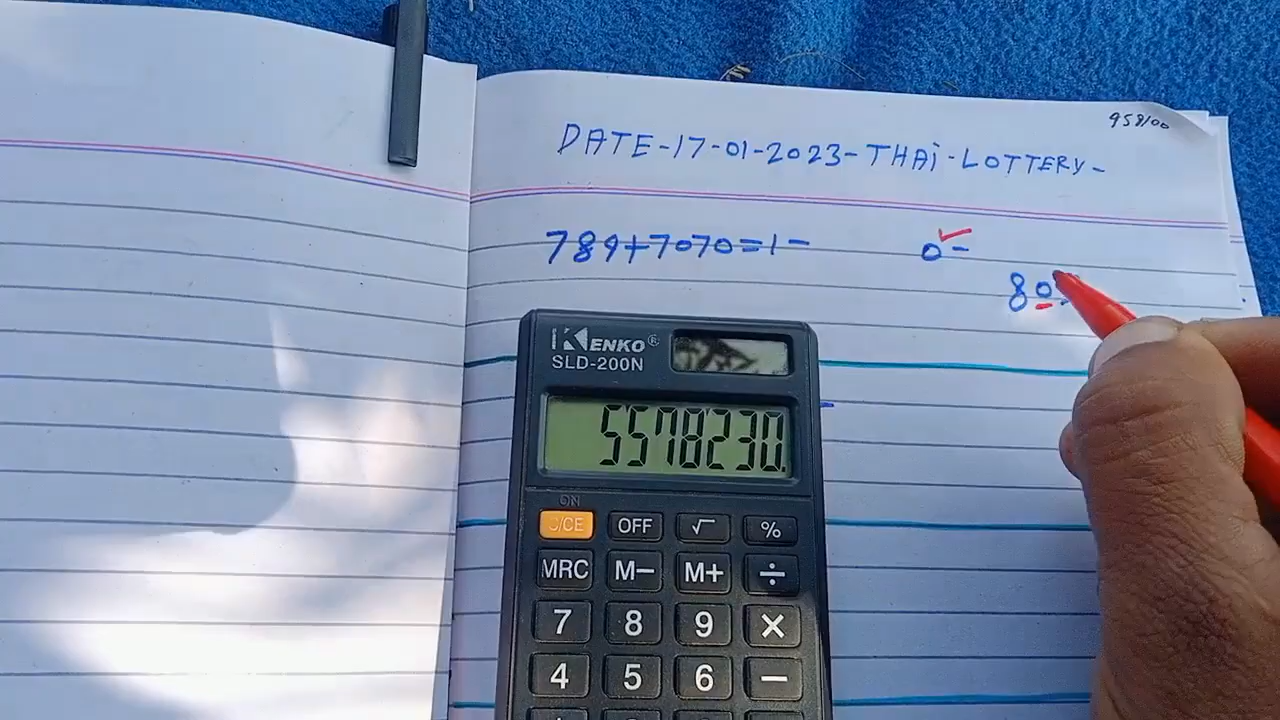 958100
DATE-17-01-2023-THAi-LOTTERY-
789+7070=1-
0-
80
KENKO®
SLD-200N
5578230.
ON
C/CE OFF √ %
MRC M− M+ ÷
7 8 9 ×
4 5 6 −